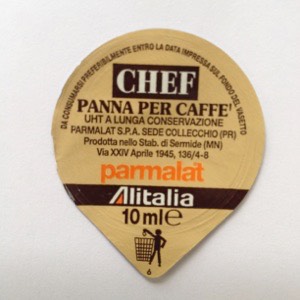 DA CONSUMARSI PREFERIBILMENTE ENTRO LA DATA IMPRESSA SUL FONDO DEL VASETTO
CHEF
PANNA PER CAFFE'
UHT A LUNGA CONSERVAZIONE
PARMALAT S.P.A. SEDE COLLECCHIO (PR)
Prodotta nello Stab. di Sermide (MN)
Via XXIV Aprile 1945, 136/4-8
parmalat
Alitalia
10 ml e
6